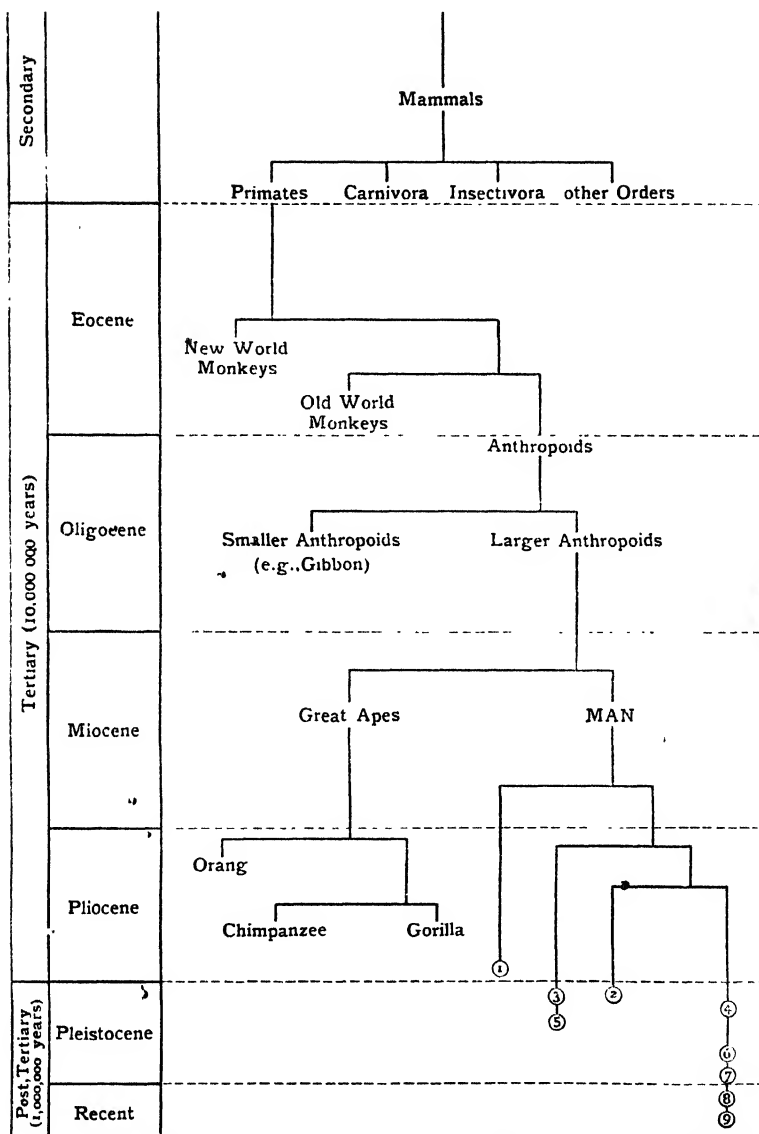 Secondary
Mammals
Primates Carnivora Insectivora other Orders
Tertiary (10,000 000 years)
Eocene
New World
Monkeys
Old World
Monkeys
Anthropoids
Oligocene
Smaller Anthropoids
(e.g., Gibbon)
Larger Anthropoids
Miocene
Great Apes
MAN
Pliocene
Orang
Chimpanzee
Gorilla
①
Post, Tertiary
(1,000,000 years)
Pleistocene
③ ② ④
⑤
⑥
⑦
Recent
⑧
⑨